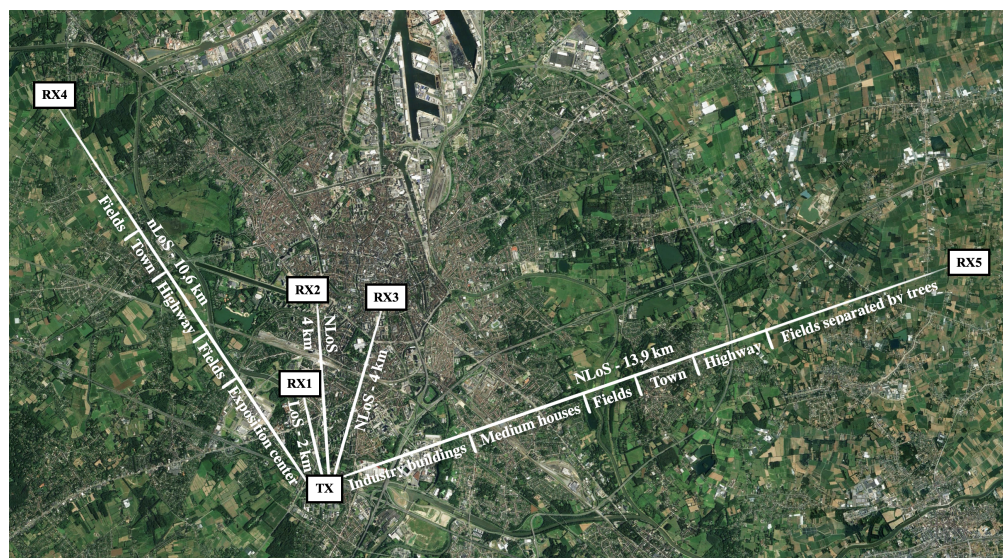 RX4
nLoS - 10,6 km
Fields
Town
Highway
Fields
Exposition center
RX2
NLoS
4 km
RX3
NLoS - 4 km
RX1
LoS - 2 km
TX
RX5
NLoS - 13,9 km
Industry buildings
Medium houses
Fields
Town
Highway
Fields separated by trees